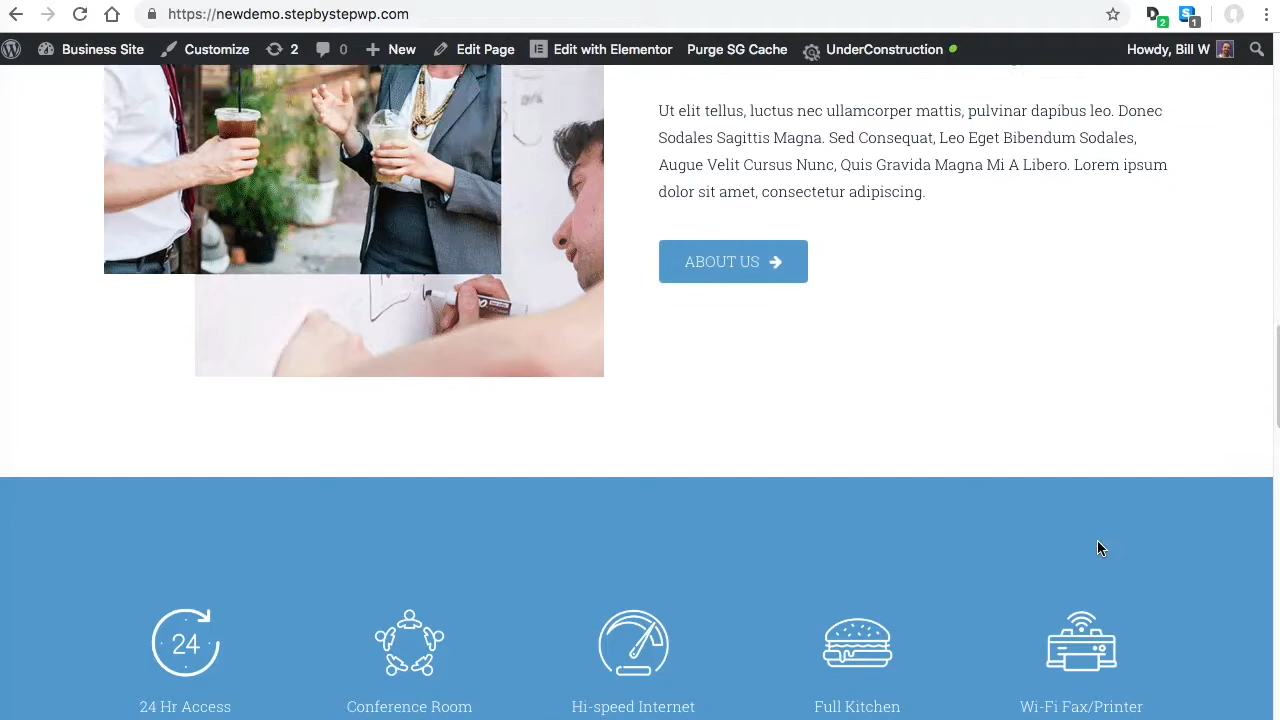 https://newdemo.stepbystepwp.com
2
1
Business Site Customize 2 0 New Edit Page Edit with Elementor Purge SG Cache UnderConstruction Howdy, Bill W
Ut elit tellus, luctus nec ullamcorper mattis, pulvinar dapibus leo. Donec
Sodales Sagittis Magna. Sed Consequat, Leo Eget Bibendum Sodales,
Augue Velit Cursus Nunc, Quis Gravida Magna Mi A Libero. Lorem ipsum
dolor sit amet, consectetur adipiscing.
ABOUT US
24
24 Hr Access
Conference Room
Hi-speed Internet
Full Kitchen
Wi-Fi Fax/Printer